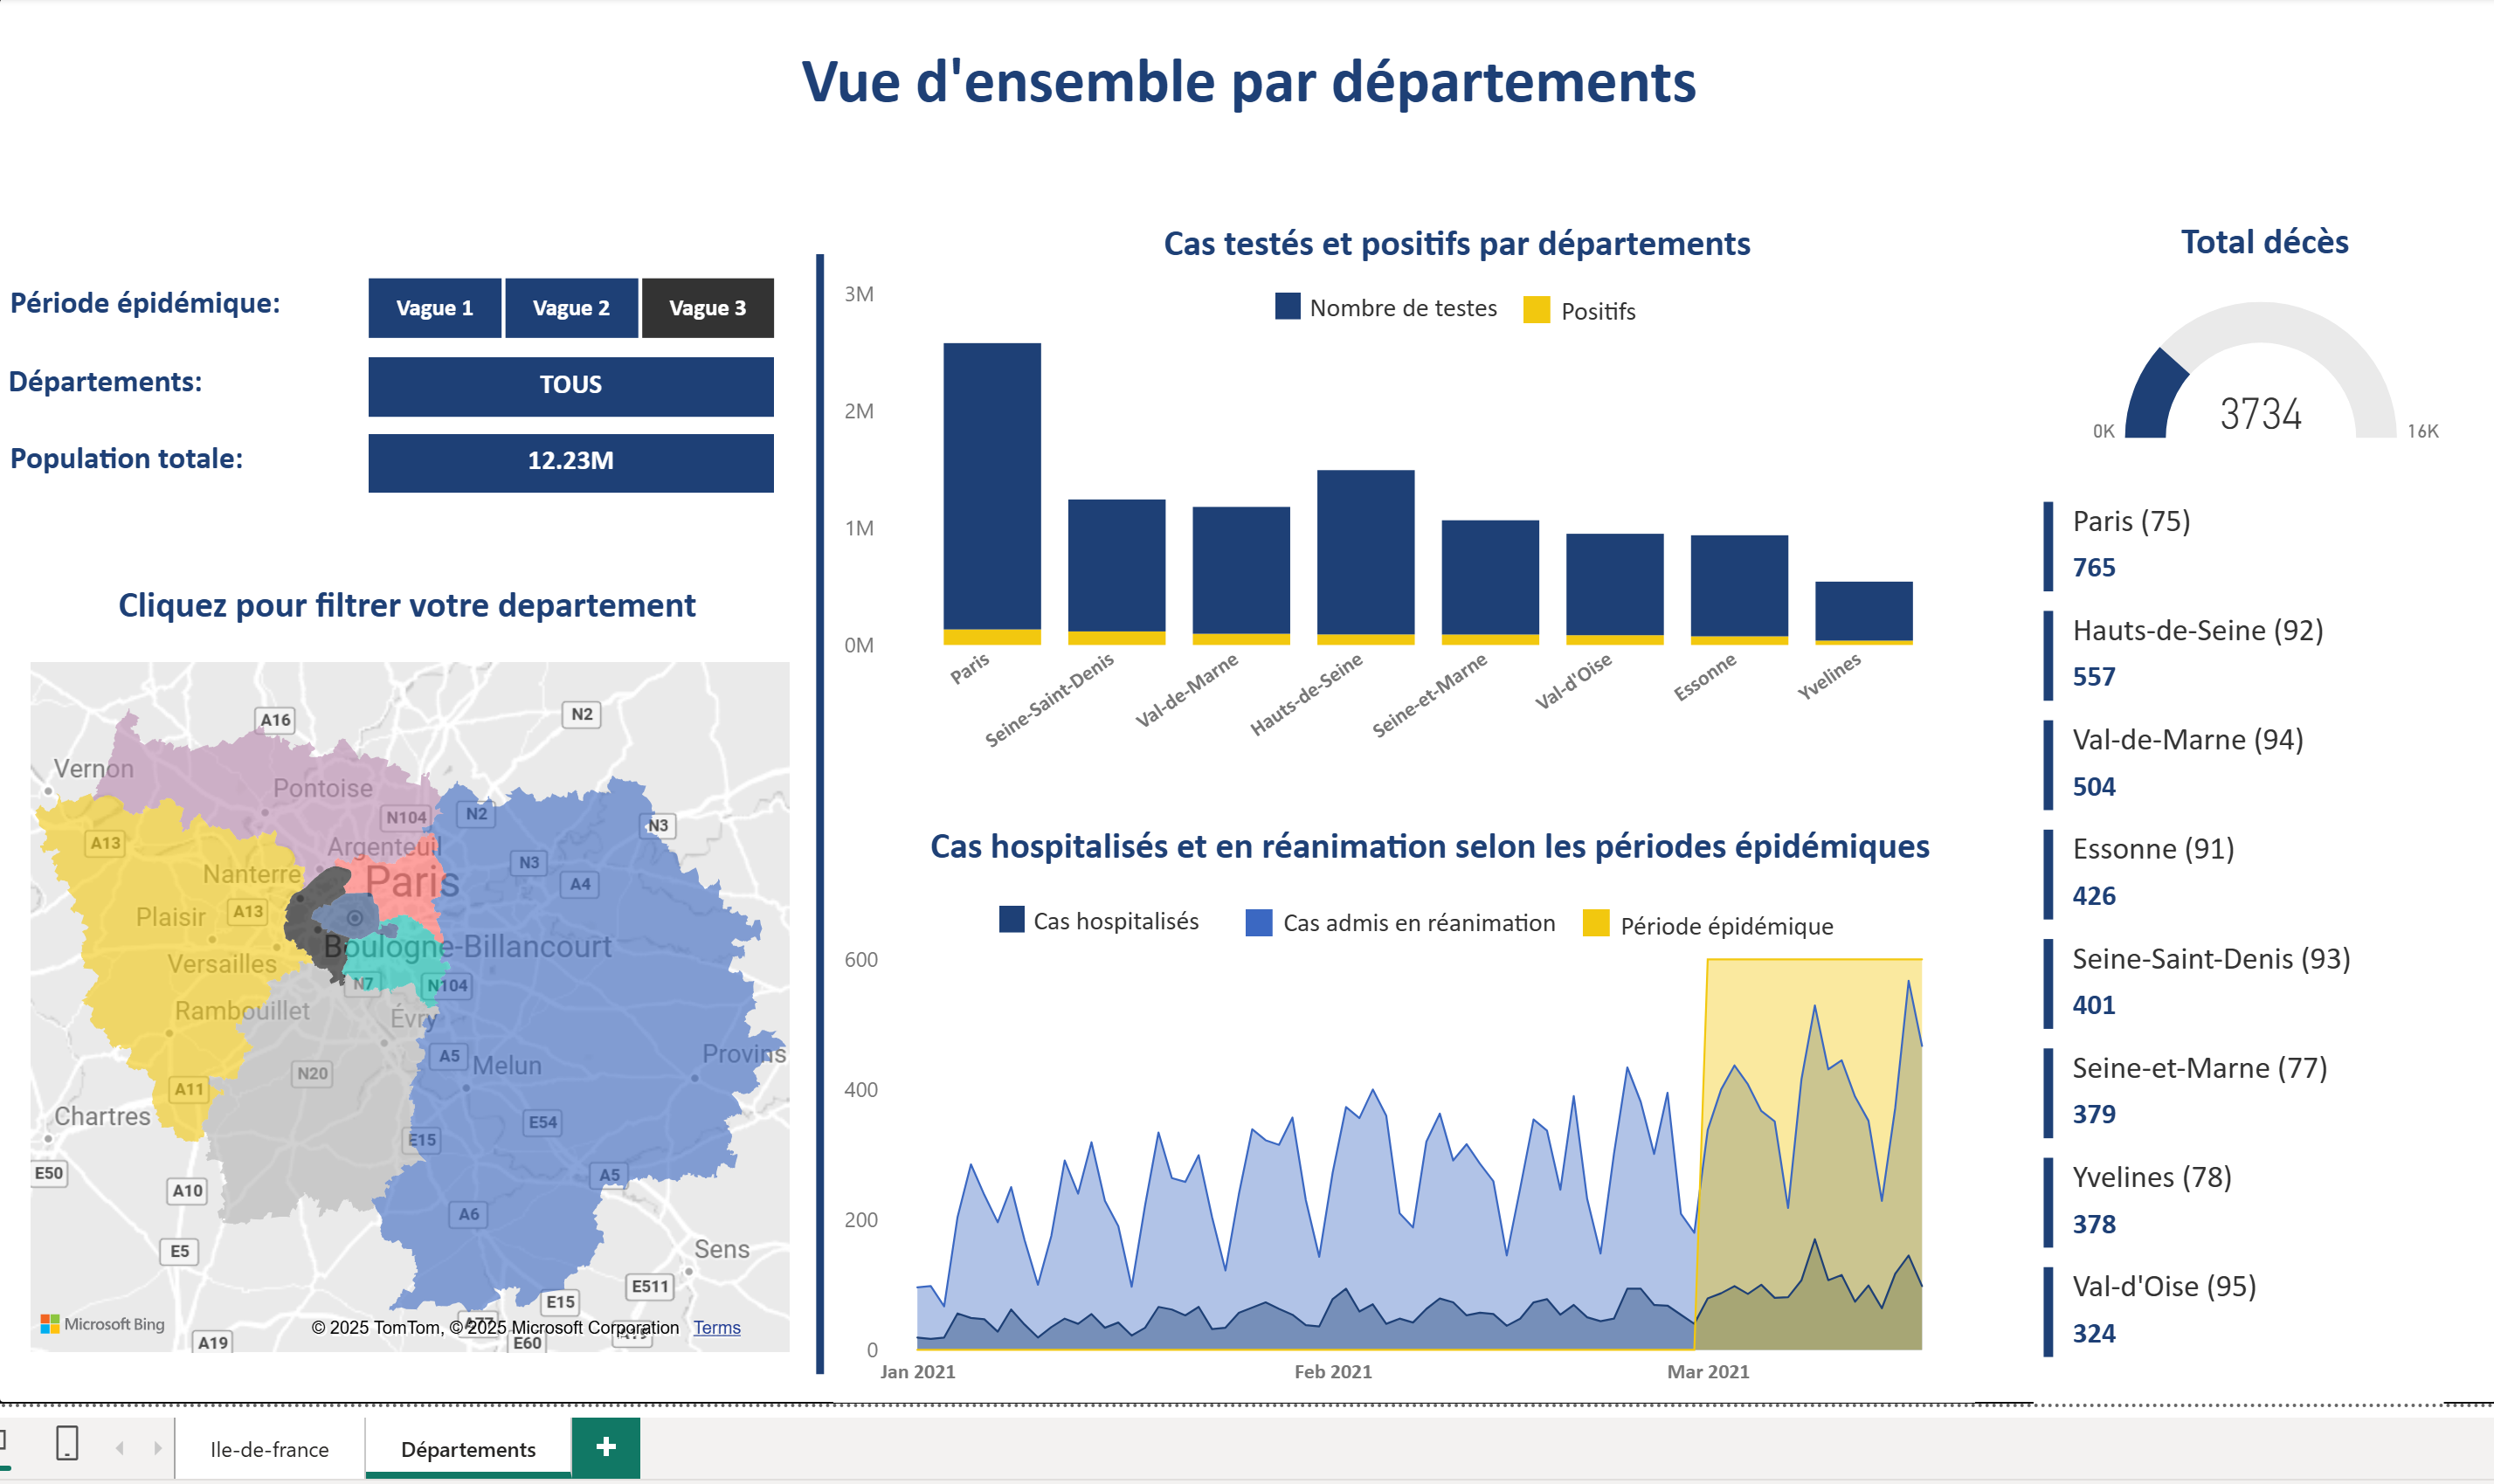 Vue d'ensemble par départements
Période épidémique:
Vague 1
Vague 2
Vague 3
Départements:
TOUS
Population totale:
12.23M
Cliquez pour filtrer votre departement
A16
N2
Vernon
Pontoise
N104
N2
N3
A13
Argenteuil
N3
Nanterre
Paris
A4
Plaisir
A13
Boulogne-Billancourt
Versailles
N7
N104
Rambouillet
Évry
Provins
A5
Melun
N20
A11
Chartres
E54
E15
E50
A5
A10
A6
E5
Sens
E511
E15
Microsoft Bing
© 2025 TomTom, © 2025 Microsoft Corporation Terms
A19
E60
Cas testés et positifs par départements
Nombre de testes
Positifs
3M
2M
1M
0M
Paris
Seine-Saint-Denis
Val-de-Marne
Hauts-de-Seine
Seine-et-Marne
Val-d'Oise
Essonne
Yvelines
Cas hospitalisés et en réanimation selon les périodes épidémiques
Cas hospitalisés
Cas admis en réanimation
Période épidémique
600
400
200
0
Jan 2021
Feb 2021
Mar 2021
Total décès
3734
0K
16K
Paris (75)
765
Hauts-de-Seine (92)
557
Val-de-Marne (94)
504
Essonne (91)
426
Seine-Saint-Denis (93)
401
Seine-et-Marne (77)
379
Yvelines (78)
378
Val-d'Oise (95)
324
Ile-de-france
Départements
+